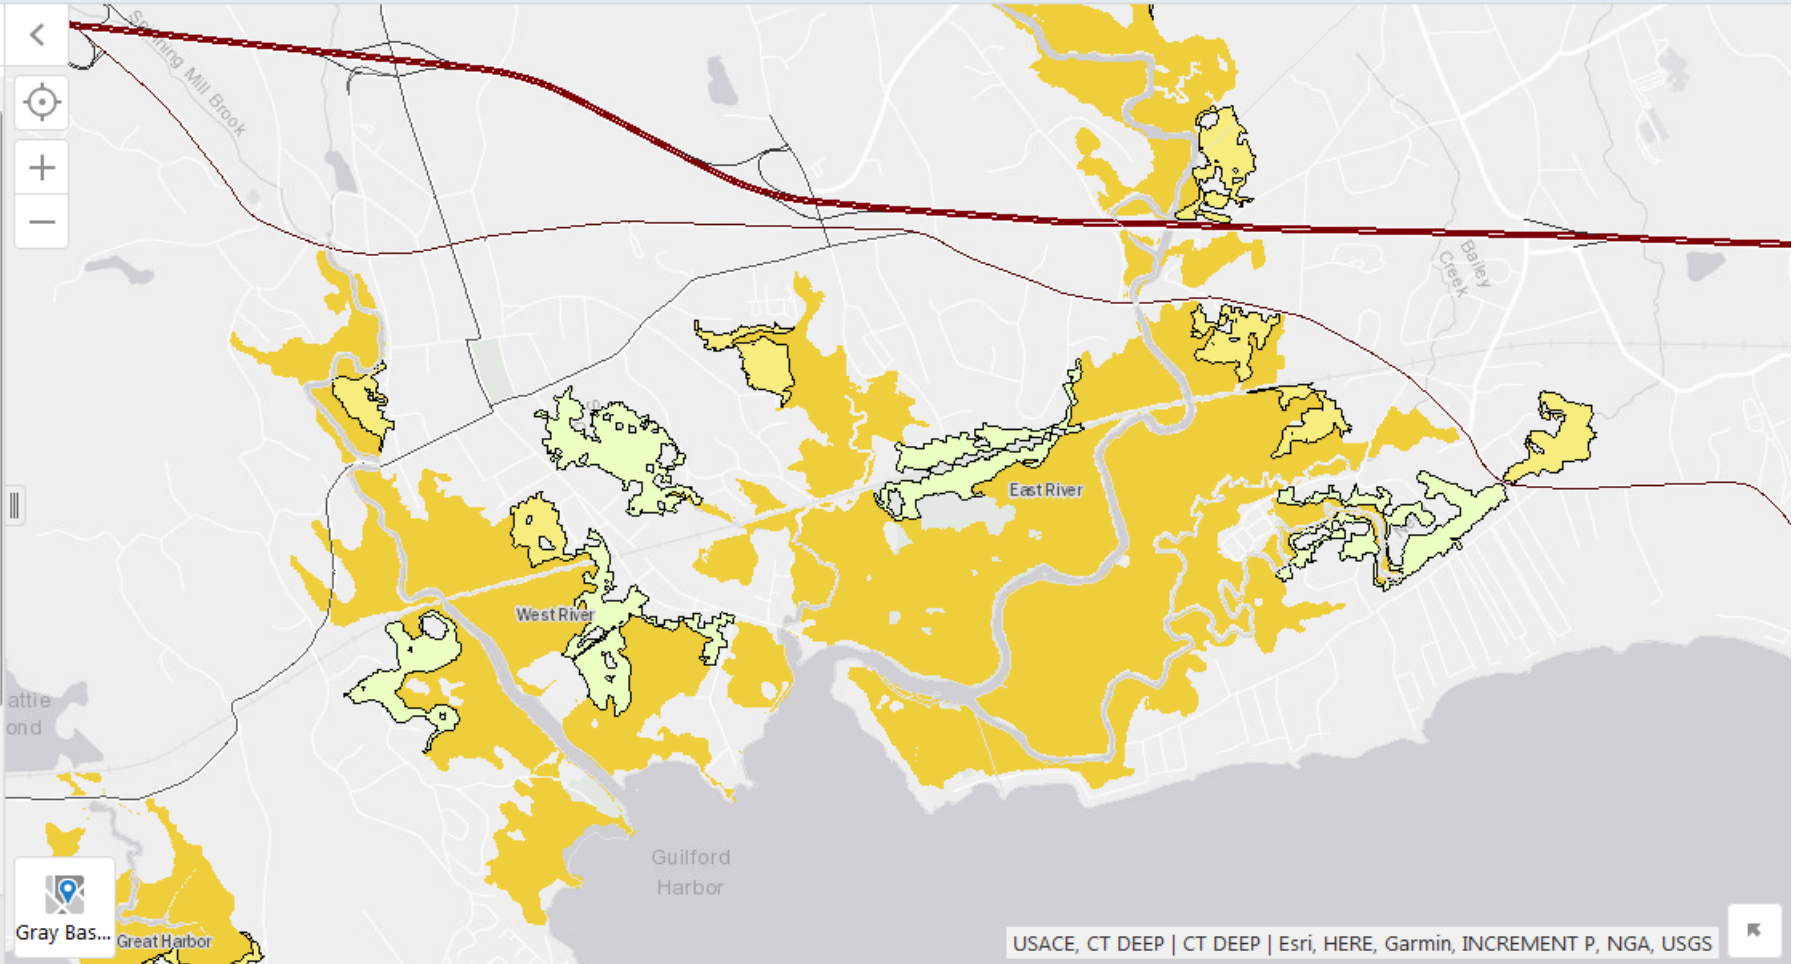 Spinning Mill Brook
Bailey
Creek
East River
West River
attie
ond
Guilford
Harbor
Gray Bas...
Great Harbor
USACE, CT DEEP | CT DEEP | Esri, HERE, Garmin, INCREMENT P, NGA, USGS